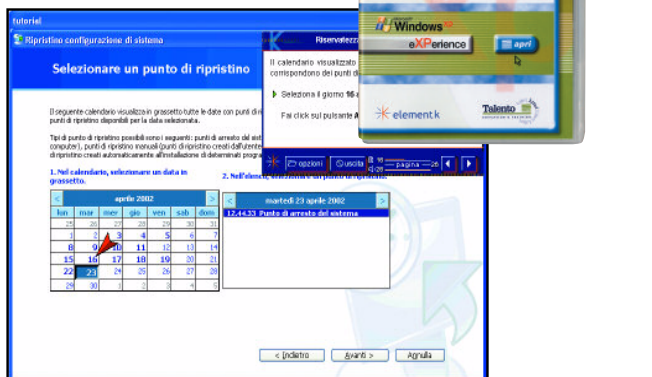 tutorial
Ripristino configurazione di sistema
Selezionare un punto di ripristino
Il seguente calendario visualizza in grassetto tutte le date con punti di
punti di ripristino disponibili per la data selezionata.
Tipi di punto di ripristino possibili sono i seguenti: punti di arresto del
computer), punti di ripristino manuali (punti di ripristino creati dall'utente
di ripristino creati automaticamente all'installazione di determinati
1. Nel calendario, selezionare un data in
grassetto.
2. Nell'elenco, selezionare un punto di ripristino.
< aprile 2002 >
lun mar mer gio ven sab dom
25 26 27 28 29 30 31
1 2 3 4 5 6 7
8 9 10 11 12 13 14
15 16 17 18 19 20 21
22 23 24 25 26 27 28
29 30 1 2 3 4 5
< martedì 23 aprile 2002 >
12.44.33 Punto di arresto del sistema
< Indietro
Avanti >
Annulla
Riservatezza
Il calendario visualizzato
corrispondono dei punti
Seleziona il giorno 16
Fai click sul pulsante
opzioni
uscita
pagina
26
Windows XP
eXPerience
apri
element k
Talento